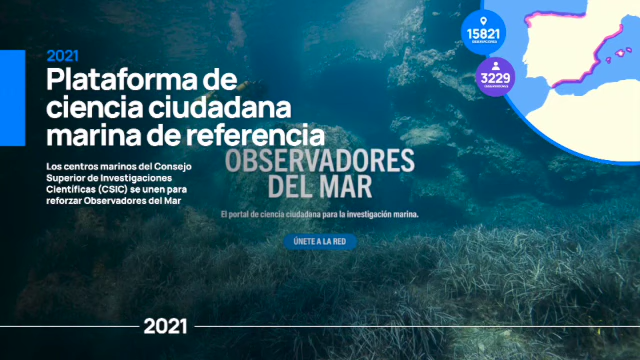 2021
Plataforma de
ciencia ciudadana
marina de referencia
Los centros marinos del Consejo
Superior de Investigaciones
Científicas (CSIC) se unen para
reforzar Observadores del Mar
15821
3229
OBSERVADORES
DEL MAR
El portal de ciencia ciudadana para la investigación marina.
ÚNETE A LA RED
2021